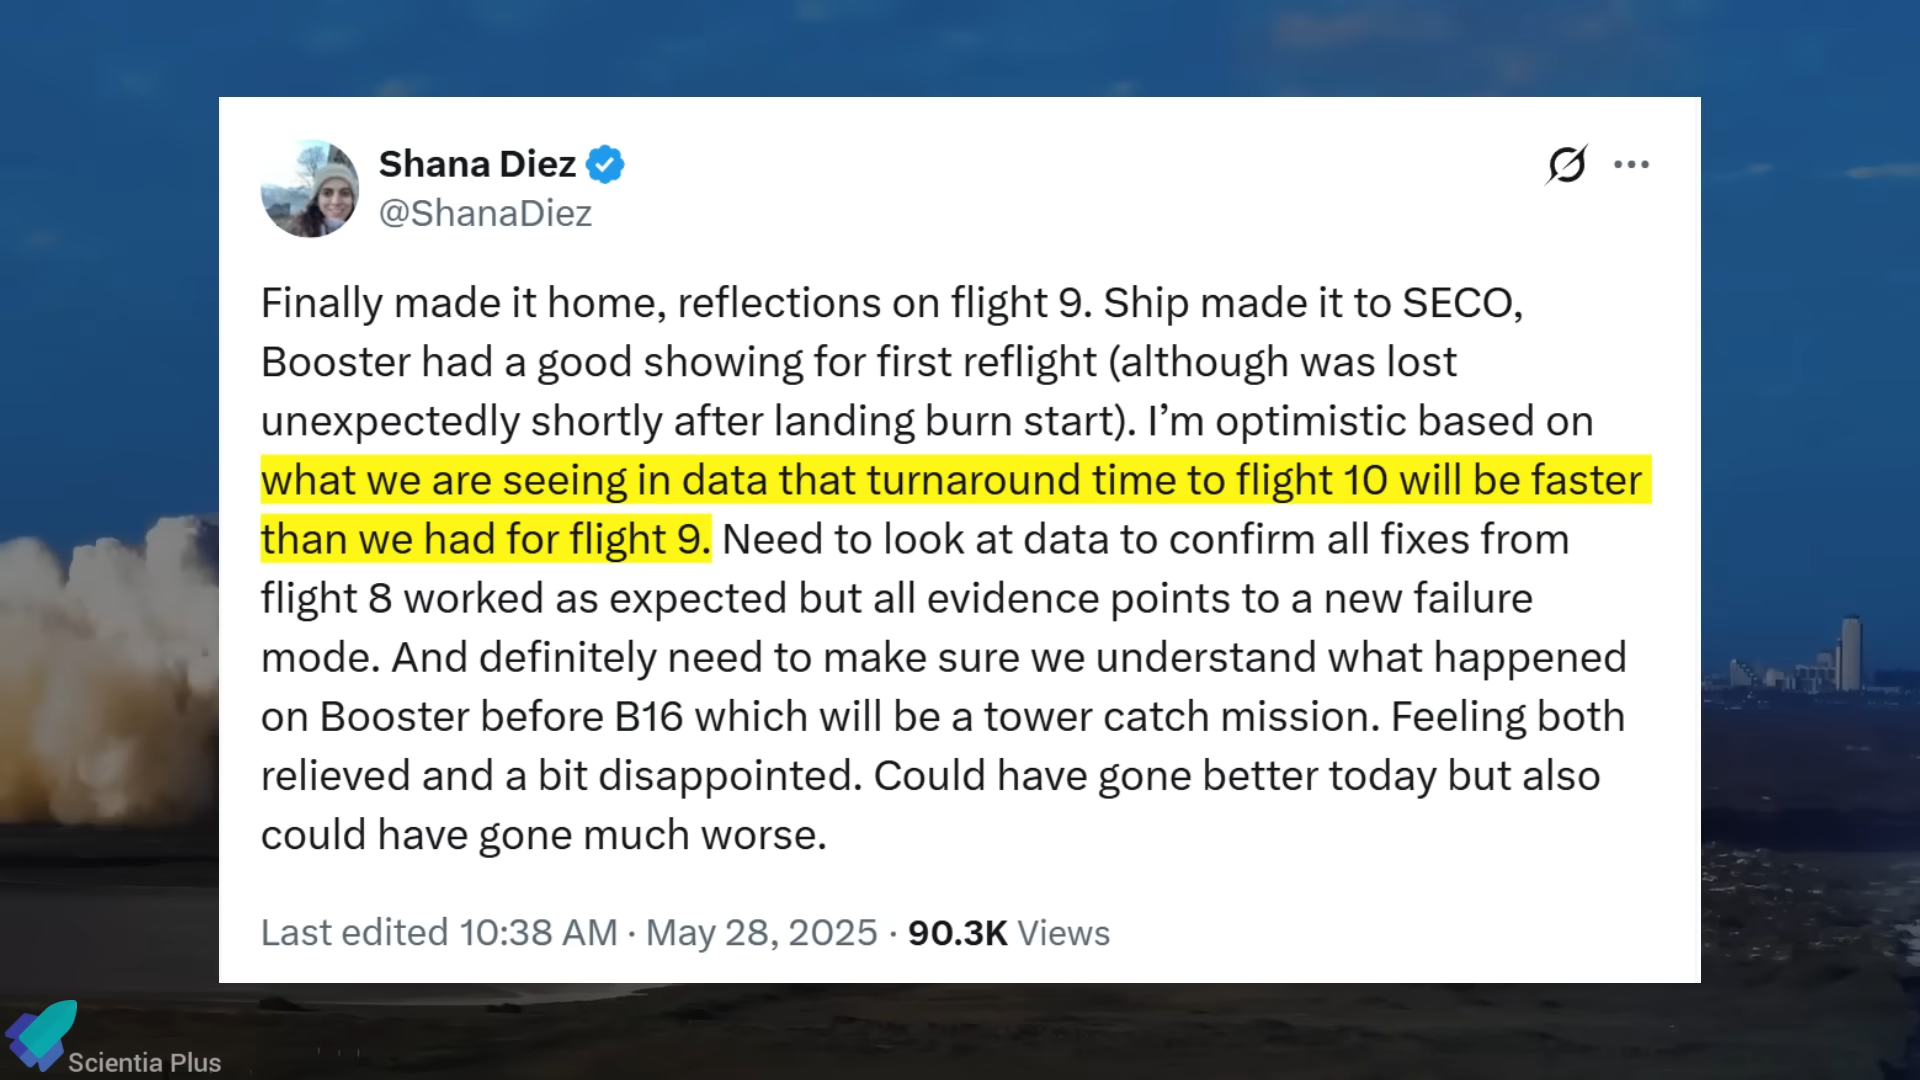 Shana Diez
@ShanaDiez
Finally made it home, reflections on flight 9. Ship made it to SECO,
Booster had a good showing for first reflight (although was lost
unexpectedly shortly after landing burn start). I’m optimistic based on
what we are seeing in data that turnaround time to flight 10 will be faster
than we had for flight 9. Need to look at data to confirm all fixes from
flight 8 worked as expected but all evidence points to a new failure
mode. And definitely need to make sure we understand what happened
on Booster before B16 which will be a tower catch mission. Feeling both
relieved and a bit disappointed. Could have gone better today but also
could have gone much worse.
Last edited 10:38 AM · May 28, 2025 · 90.3K Views
Scientia Plus